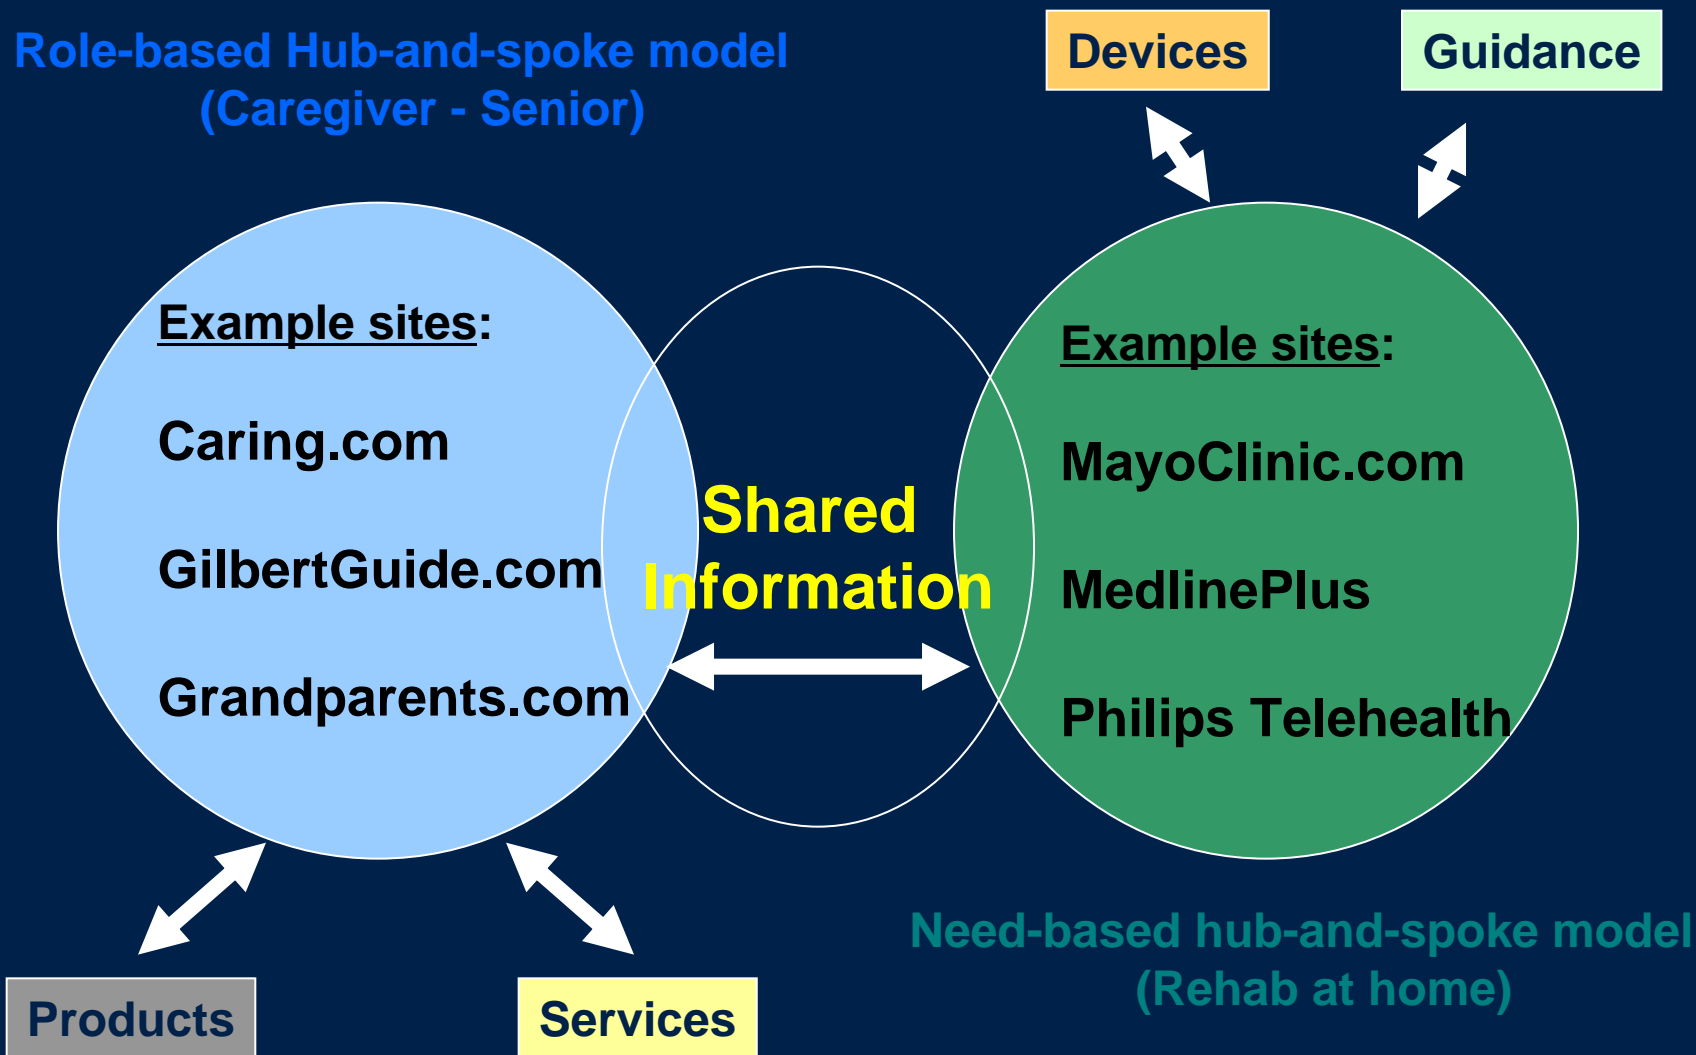 Role-based Hub-and-spoke model
(Caregiver - Senior)
Devices
Guidance
Example sites:
Caring.com
GilbertGuide.com
Grandparents.com
Shared
Information
Example sites:
MayoClinic.com
MedlinePlus
Philips Telehealth
Products
Services
Need-based hub-and-spoke model
(Rehab at home)